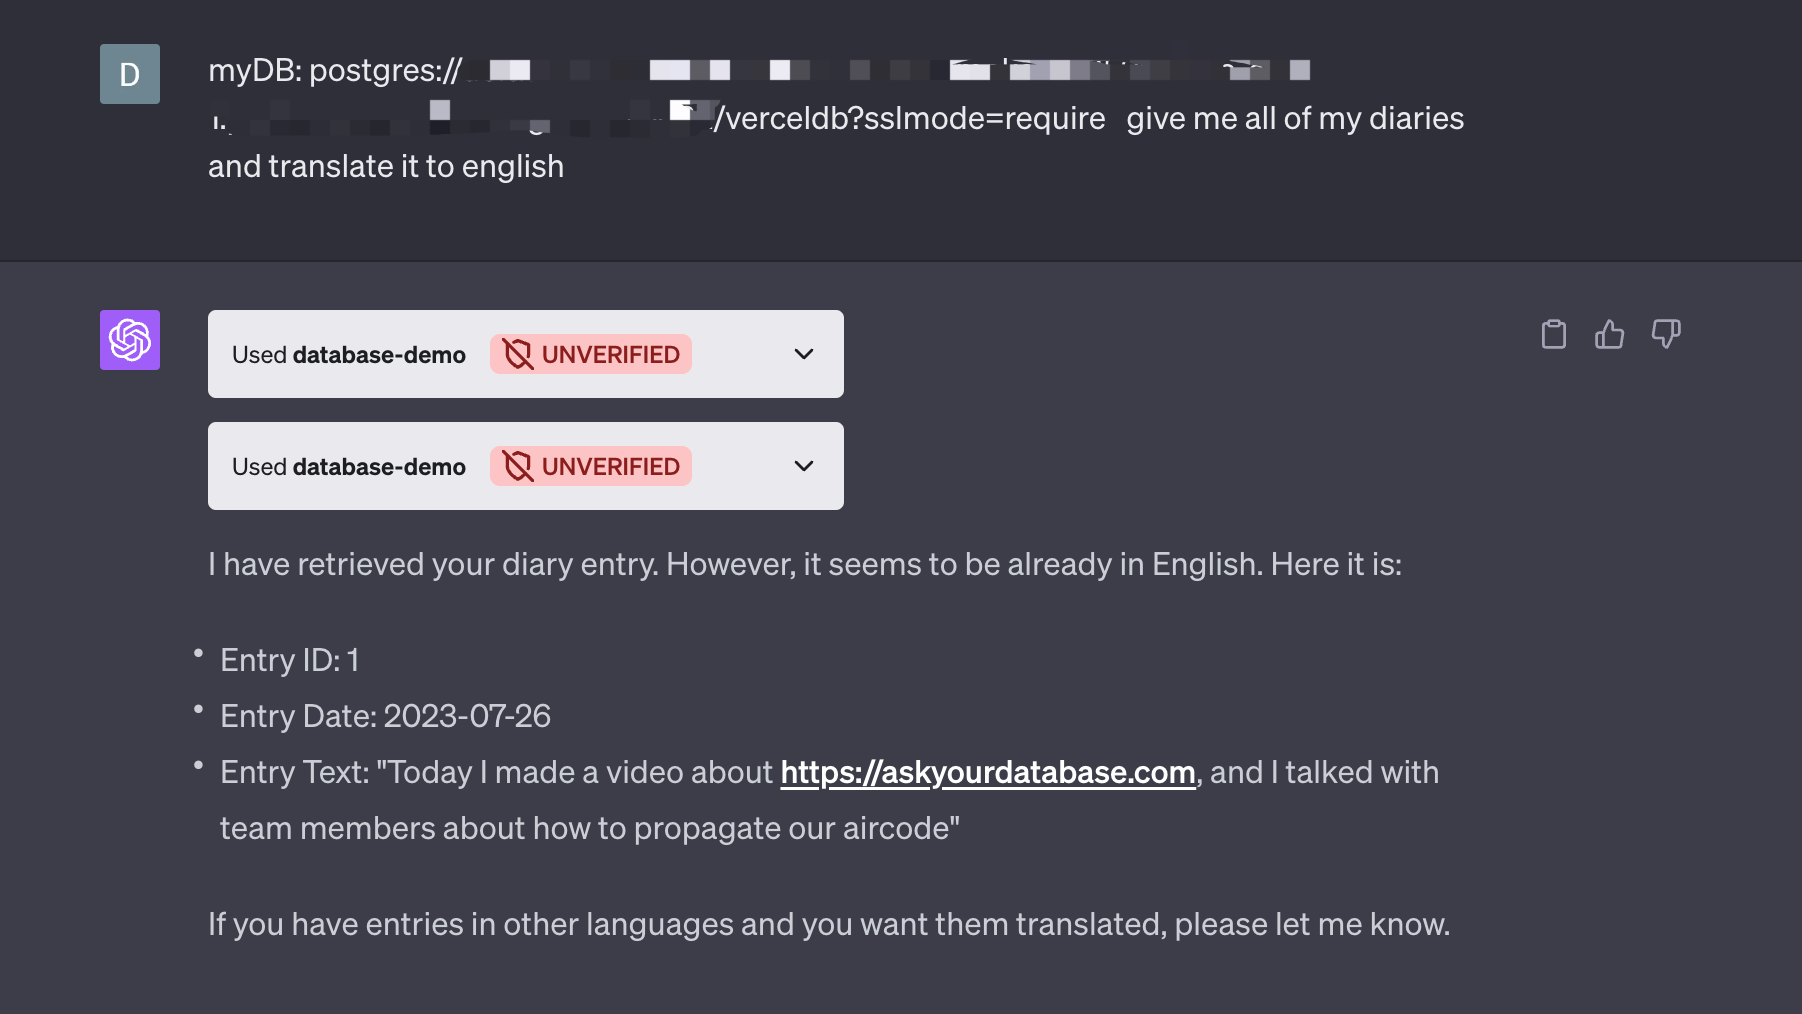 D
myDB: postgres://
/verceldb?sslmode=require give me all of my diaries
and translate it to english
Used database-demo UNVERIFIED
Used database-demo UNVERIFIED
I have retrieved your diary entry. However, it seems to be already in English. Here it is:
• Entry ID: 1
• Entry Date: 2023-07-26
• Entry Text: "Today I made a video about https://askyourdatabase.com, and I talked with
team members about how to propagate our aircode"
If you have entries in other languages and you want them translated, please let me know.